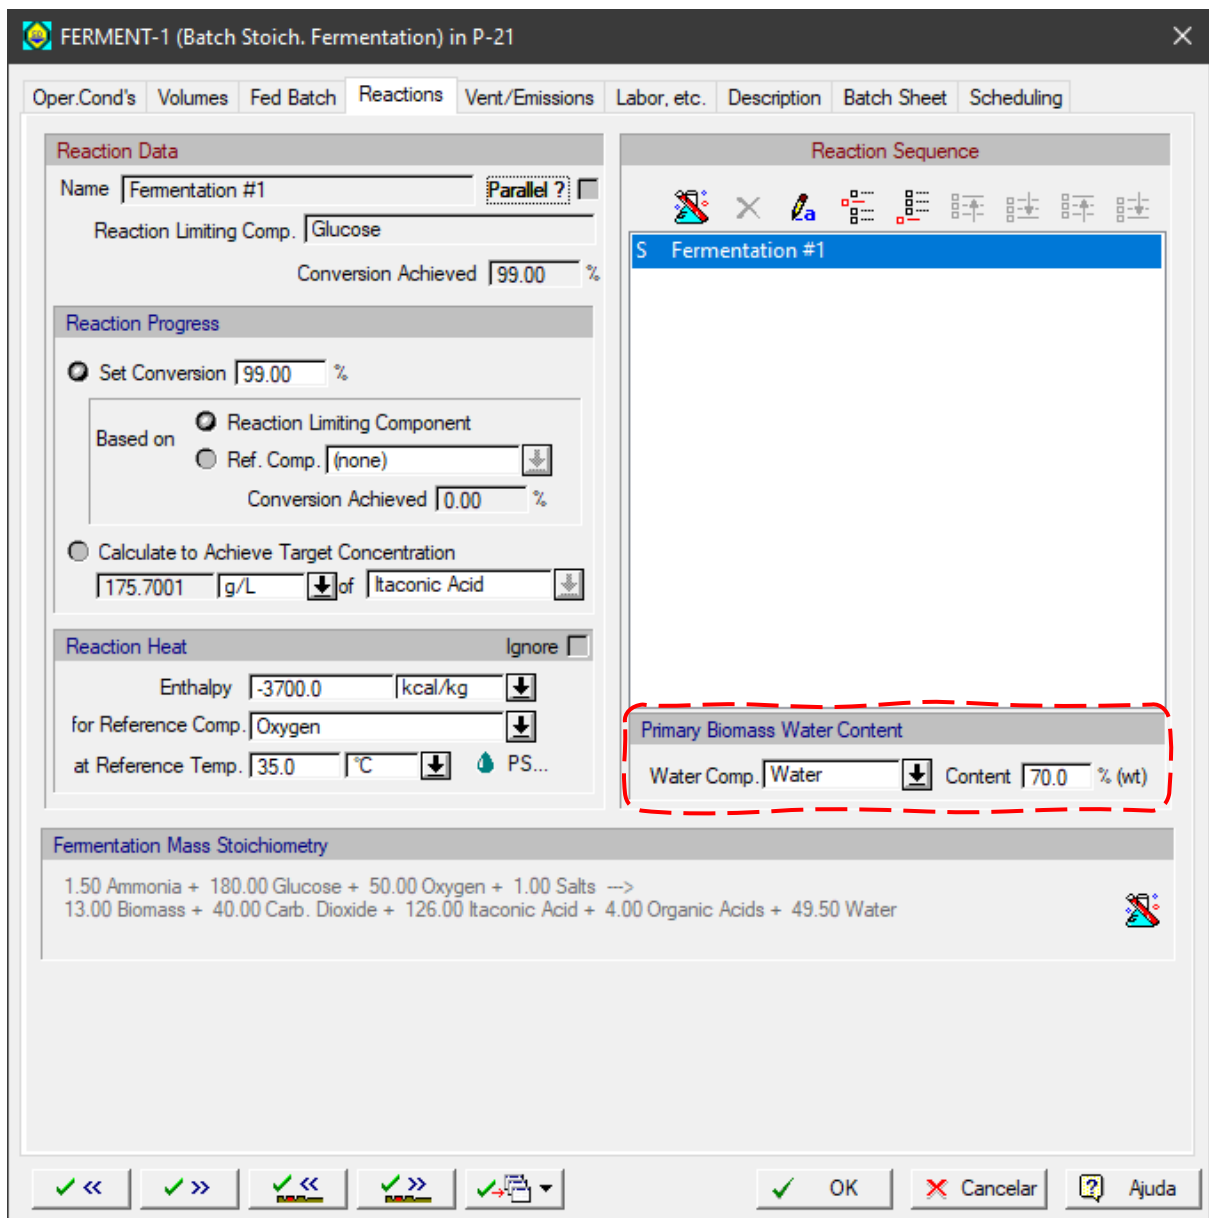 FERMENT-1 (Batch Stoich. Fermentation) in P-21
Oper.Cond's Volumes Fed Batch Reactions Vent/Emissions Labor, etc. Description Batch Sheet Scheduling
Reaction Data
Name Fermentation #1 Parallel ?
Reaction Limiting Comp. Glucose
Conversion Achieved 99.00 %
Reaction Progress
Set Conversion 99.00 %
Based on
Reaction Limiting Component
Ref. Comp. (none)
Conversion Achieved 0.00 %
Calculate to Achieve Target Concentration
175.7001 g/L of Itaconic Acid
Reaction Heat Ignore
Enthalpy -3700.0 kcal/kg
for Reference Comp. Oxygen
at Reference Temp. 35.0 °C PS...
Reaction Sequence
S Fermentation #1
Primary Biomass Water Content
Water Comp. Water Content 70.0 % (wt)
Fermentation Mass Stoichiometry
1.50 Ammonia + 180.00 Glucose + 50.00 Oxygen + 1.00 Salts --->
13.00 Biomass + 40.00 Carb. Dioxide + 126.00 Itaconic Acid + 4.00 Organic Acids + 49.50 Water
OK Cancelar Ajuda